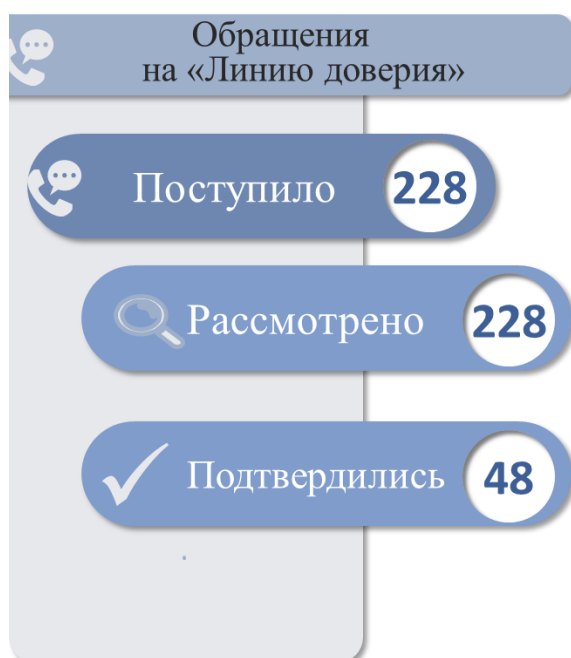 Обращения
на «Линию доверия»
Поступило 228
Рассмотрено 228
Подтвердились 48